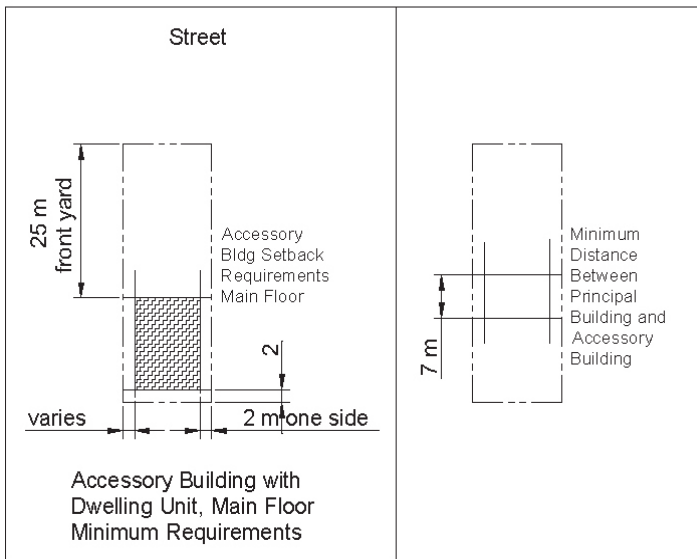 Street
25 m
front yard
Accessory
Bldg Setback
Requirements
Main Floor
2
varies
2 m one side
Accessory Building with
Dwelling Unit, Main Floor
Minimum Requirements
Minimum
Distance
Between
Principal
Building and
Accessory
Building
7 m